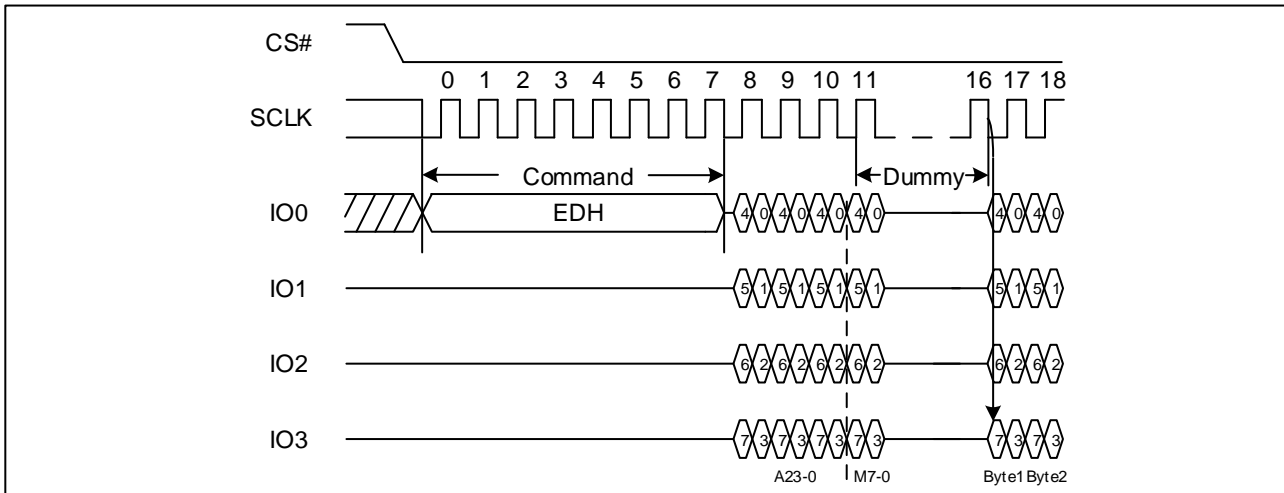 CS#
0 1 2 3 4 5 6 7 8 9 10 11 16 17 18
SCLK
Command Dummy
IO0 EDH 4 0 4 0 4 0 4 0 4 0 4 0
IO1 5 1 5 1 5 1 5 1 5 1 5 1
IO2 6 2 6 2 6 2 6 2 6 2 6 2
IO3 7 3 7 3 7 3 7 3 7 3 7 3
A23-0 M7-0 Byte1 Byte2